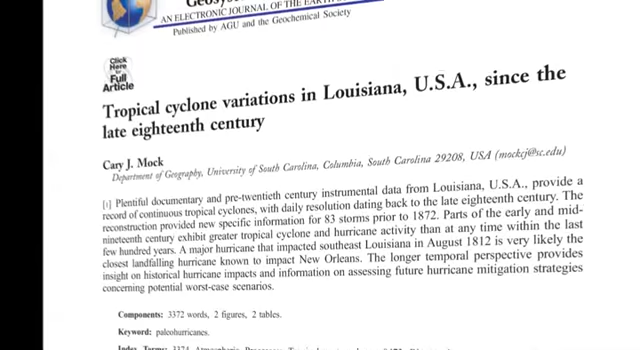 AN ELECTRONIC JOURNAL OF THE
Published by AGU and the Geochemical Society
Click
Here
for
Full
Article
Tropical cyclone variations in Louisiana, U.S.A., since the
late eighteenth century
Cary J. Mock
Department of Geography, University of South Carolina, Columbia, South Carolina 29208, USA (mockcj@sc.edu)
[1] Plentiful documentary and pre-twentieth century instrumental data from Louisiana, U.S.A., provide a
record of continuous tropical cyclones, with daily resolution dating back to the late eighteenth century. The
reconstruction provided new specific information for 83 storms prior to 1872. Parts of the early and mid-
nineteenth century exhibit greater tropical cyclone and hurricane activity than at any time within the last
few hundred years. A major hurricane that impacted southeast Louisiana in August 1812 is very likely the
closest landfalling hurricane known to impact New Orleans. The longer temporal perspective provides
insight on historical hurricane impacts and information on assessing future hurricane mitigation strategies
concerning potential worst-case scenarios.
Components: 3372 words, 2 figures, 2 tables.
Keyword: paleohurricanes.
Index Terms: